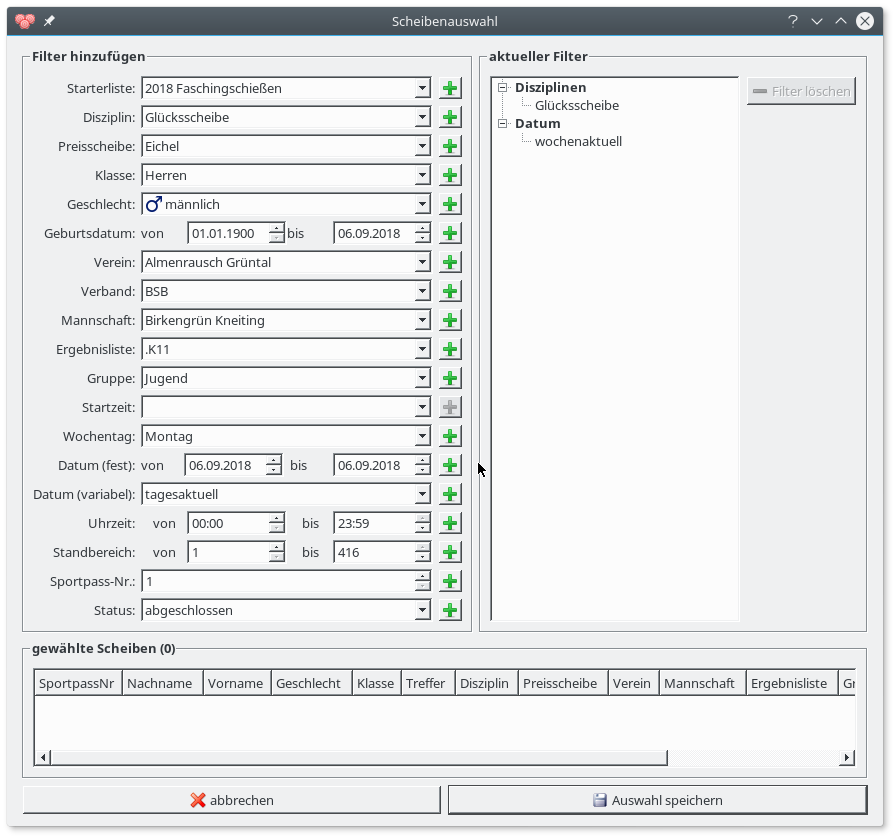 Scheibenauswahl
?
Filter hinzufügen
Starterliste: 2018 Faschingschießen
Disziplin: Glücksscheibe
Preisscheibe: Eichel
Klasse: Herren
Geschlecht: männlich
Geburtsdatum: von 01.01.1900 bis 06.09.2018
Verein: Almenrausch Grüntal
Verband: BSB
Mannschaft: Birkengrün Kneiting
Ergebnisliste: .K11
Gruppe: Jugend
Startzeit:
Wochentag: Montag
Datum (fest): von 06.09.2018 bis 06.09.2018
Datum (variabel): tagesaktuell
Uhrzeit: von 00:00 bis 23:59
Standbereich: von 1 bis 416
Sportpass-Nr.: 1
Status: abgeschlossen
aktueller Filter
Disziplinen
Glücksscheibe
Datum
wochenaktuell
Filter löschen
gewählte Scheiben (0)
SportpassNr Nachname Vorname Geschlecht Klasse Treffer Disziplin Preisscheibe Verein Mannschaft Ergebnisliste
abbrechen Auswahl speichern